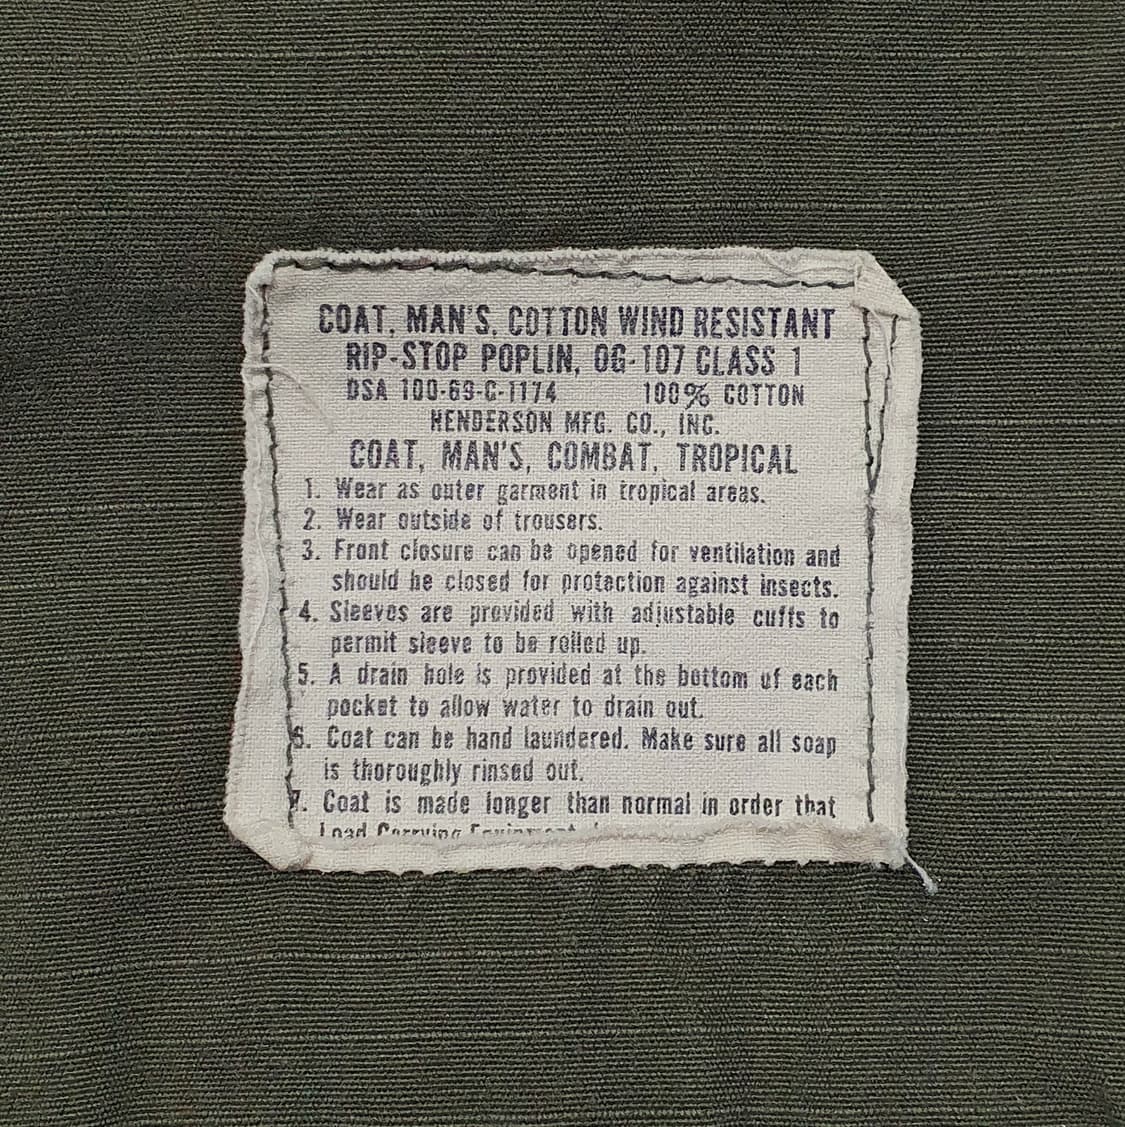 COAT, MAN'S, COTTON WIND RESISTANT
RIP-STOP POPLIN, OG-107 CLASS 1
DSA 100-69-C-1174 100% COTTON
HENDERSON MFG. CO., INC.
COAT, MAN'S, COMBAT, TROPICAL
1. Wear as outer garment in tropical areas.
2. Wear outside of trousers.
3. Front closure can be opened for ventilation and
should be closed for protection against insects.
4. Sleeves are provided with adjustable cuffs to
permit sleeve to be rolled up.
5. A drain hole is provided at the bottom of each
pocket to allow water to drain out.
6. Coat can be hand laundered. Make sure all soap
is thoroughly rinsed out.
7. Coat is made longer than normal in order that
Load Carrying Equipment